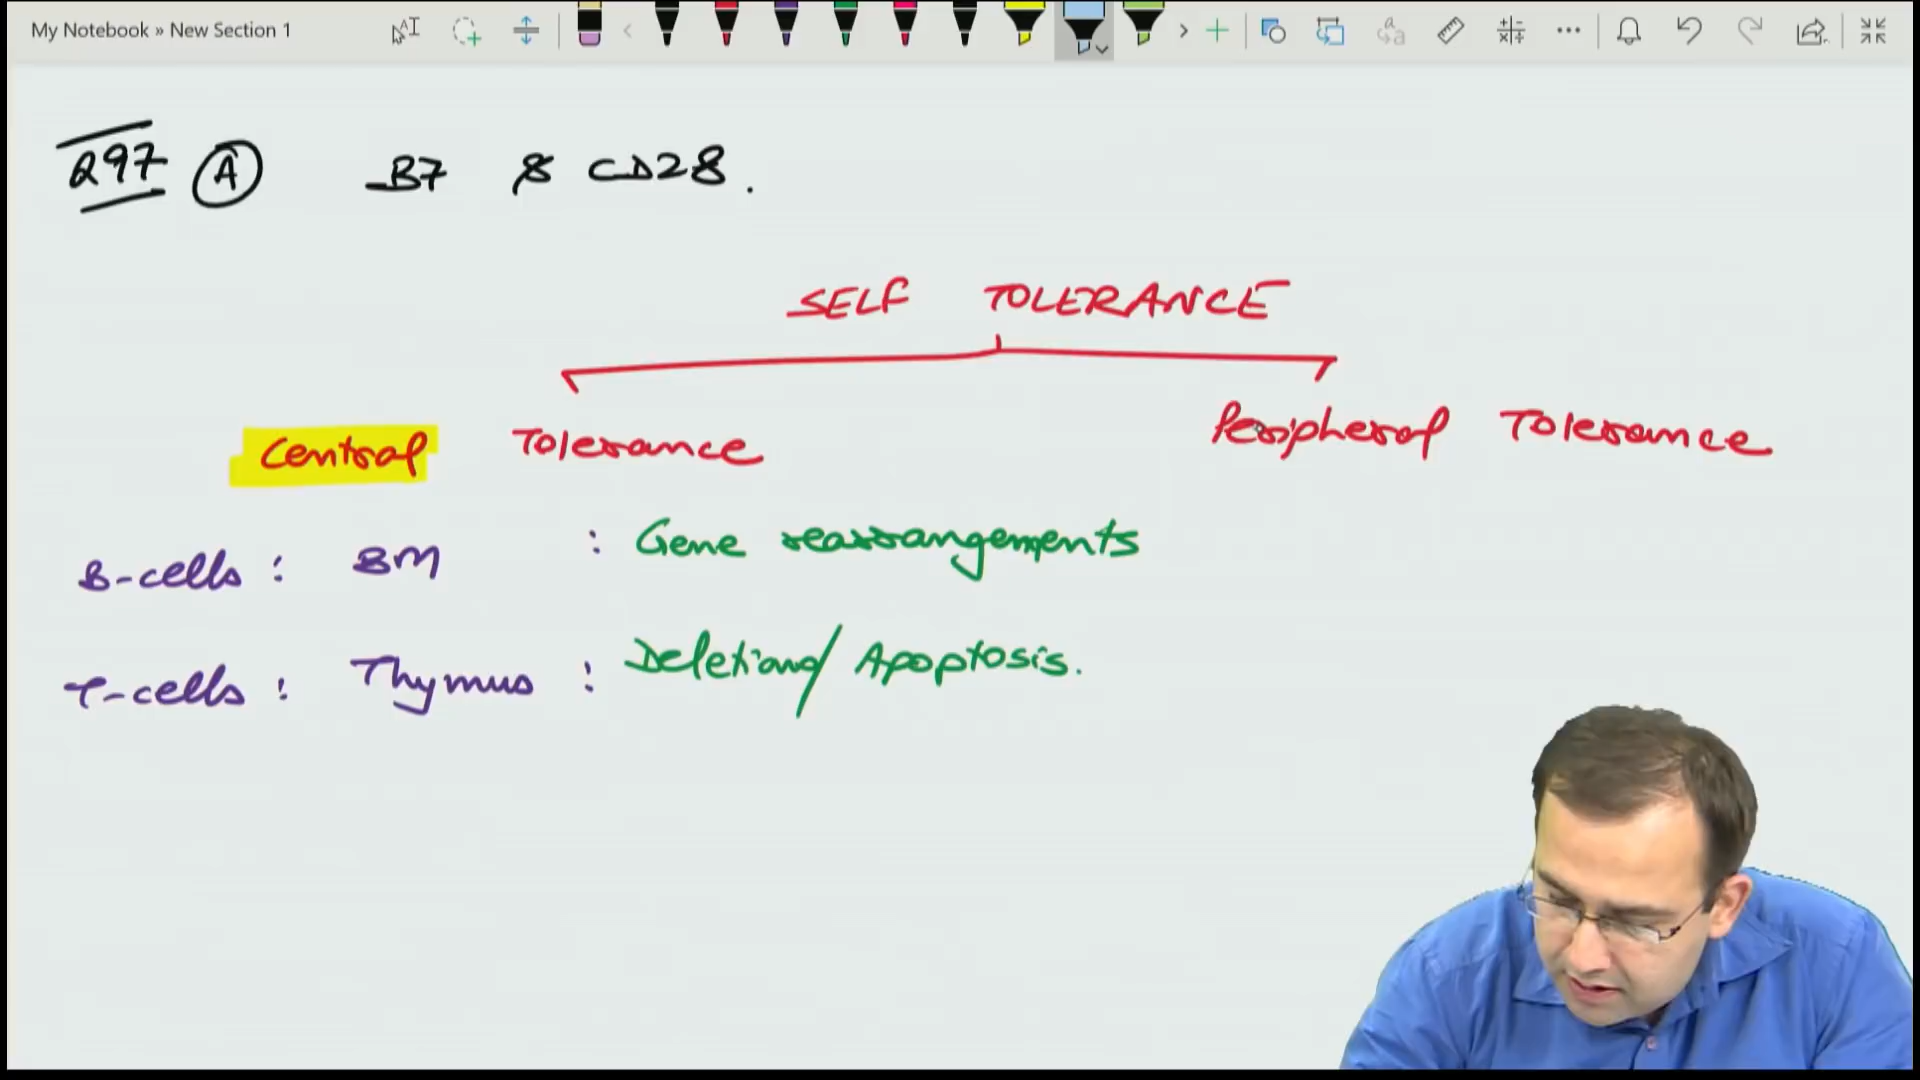 My Notebook » New Section 1
Q97 A B7 & CD28.
SELF TOLERANCE
Central Tolerance
Peripheral Tolerance
B-cells : BM : Gene rearrangements
T-cells : Thymus : Deletion/ Apoptosis.